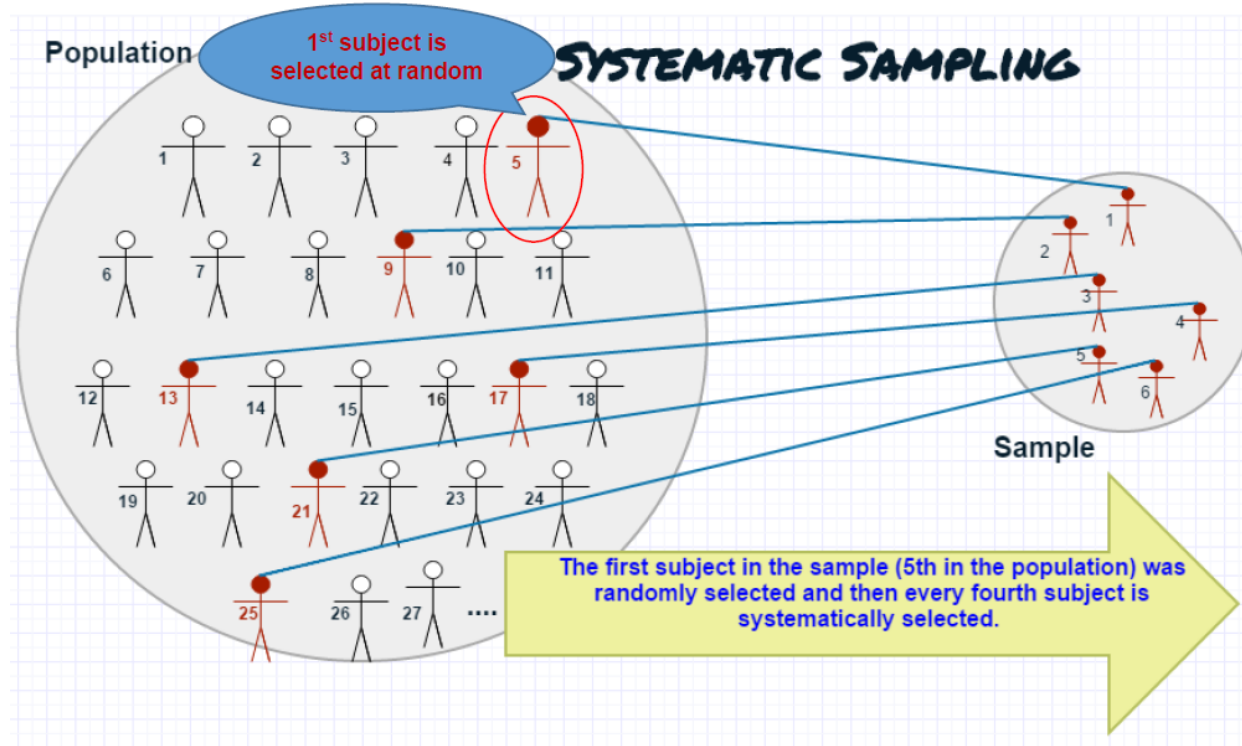 Population
1st subject is
selected at random
SYSTEMATIC SAMPLING
1 2 3 4 5
6 7 8 9 10 11
12 13 14 15 16 17 18
19 20 21 22 23 24
25 26 27 ....
1
2
3
4
5
6
Sample
The first subject in the sample (5th in the population) was
randomly selected and then every fourth subject is
systematically selected.